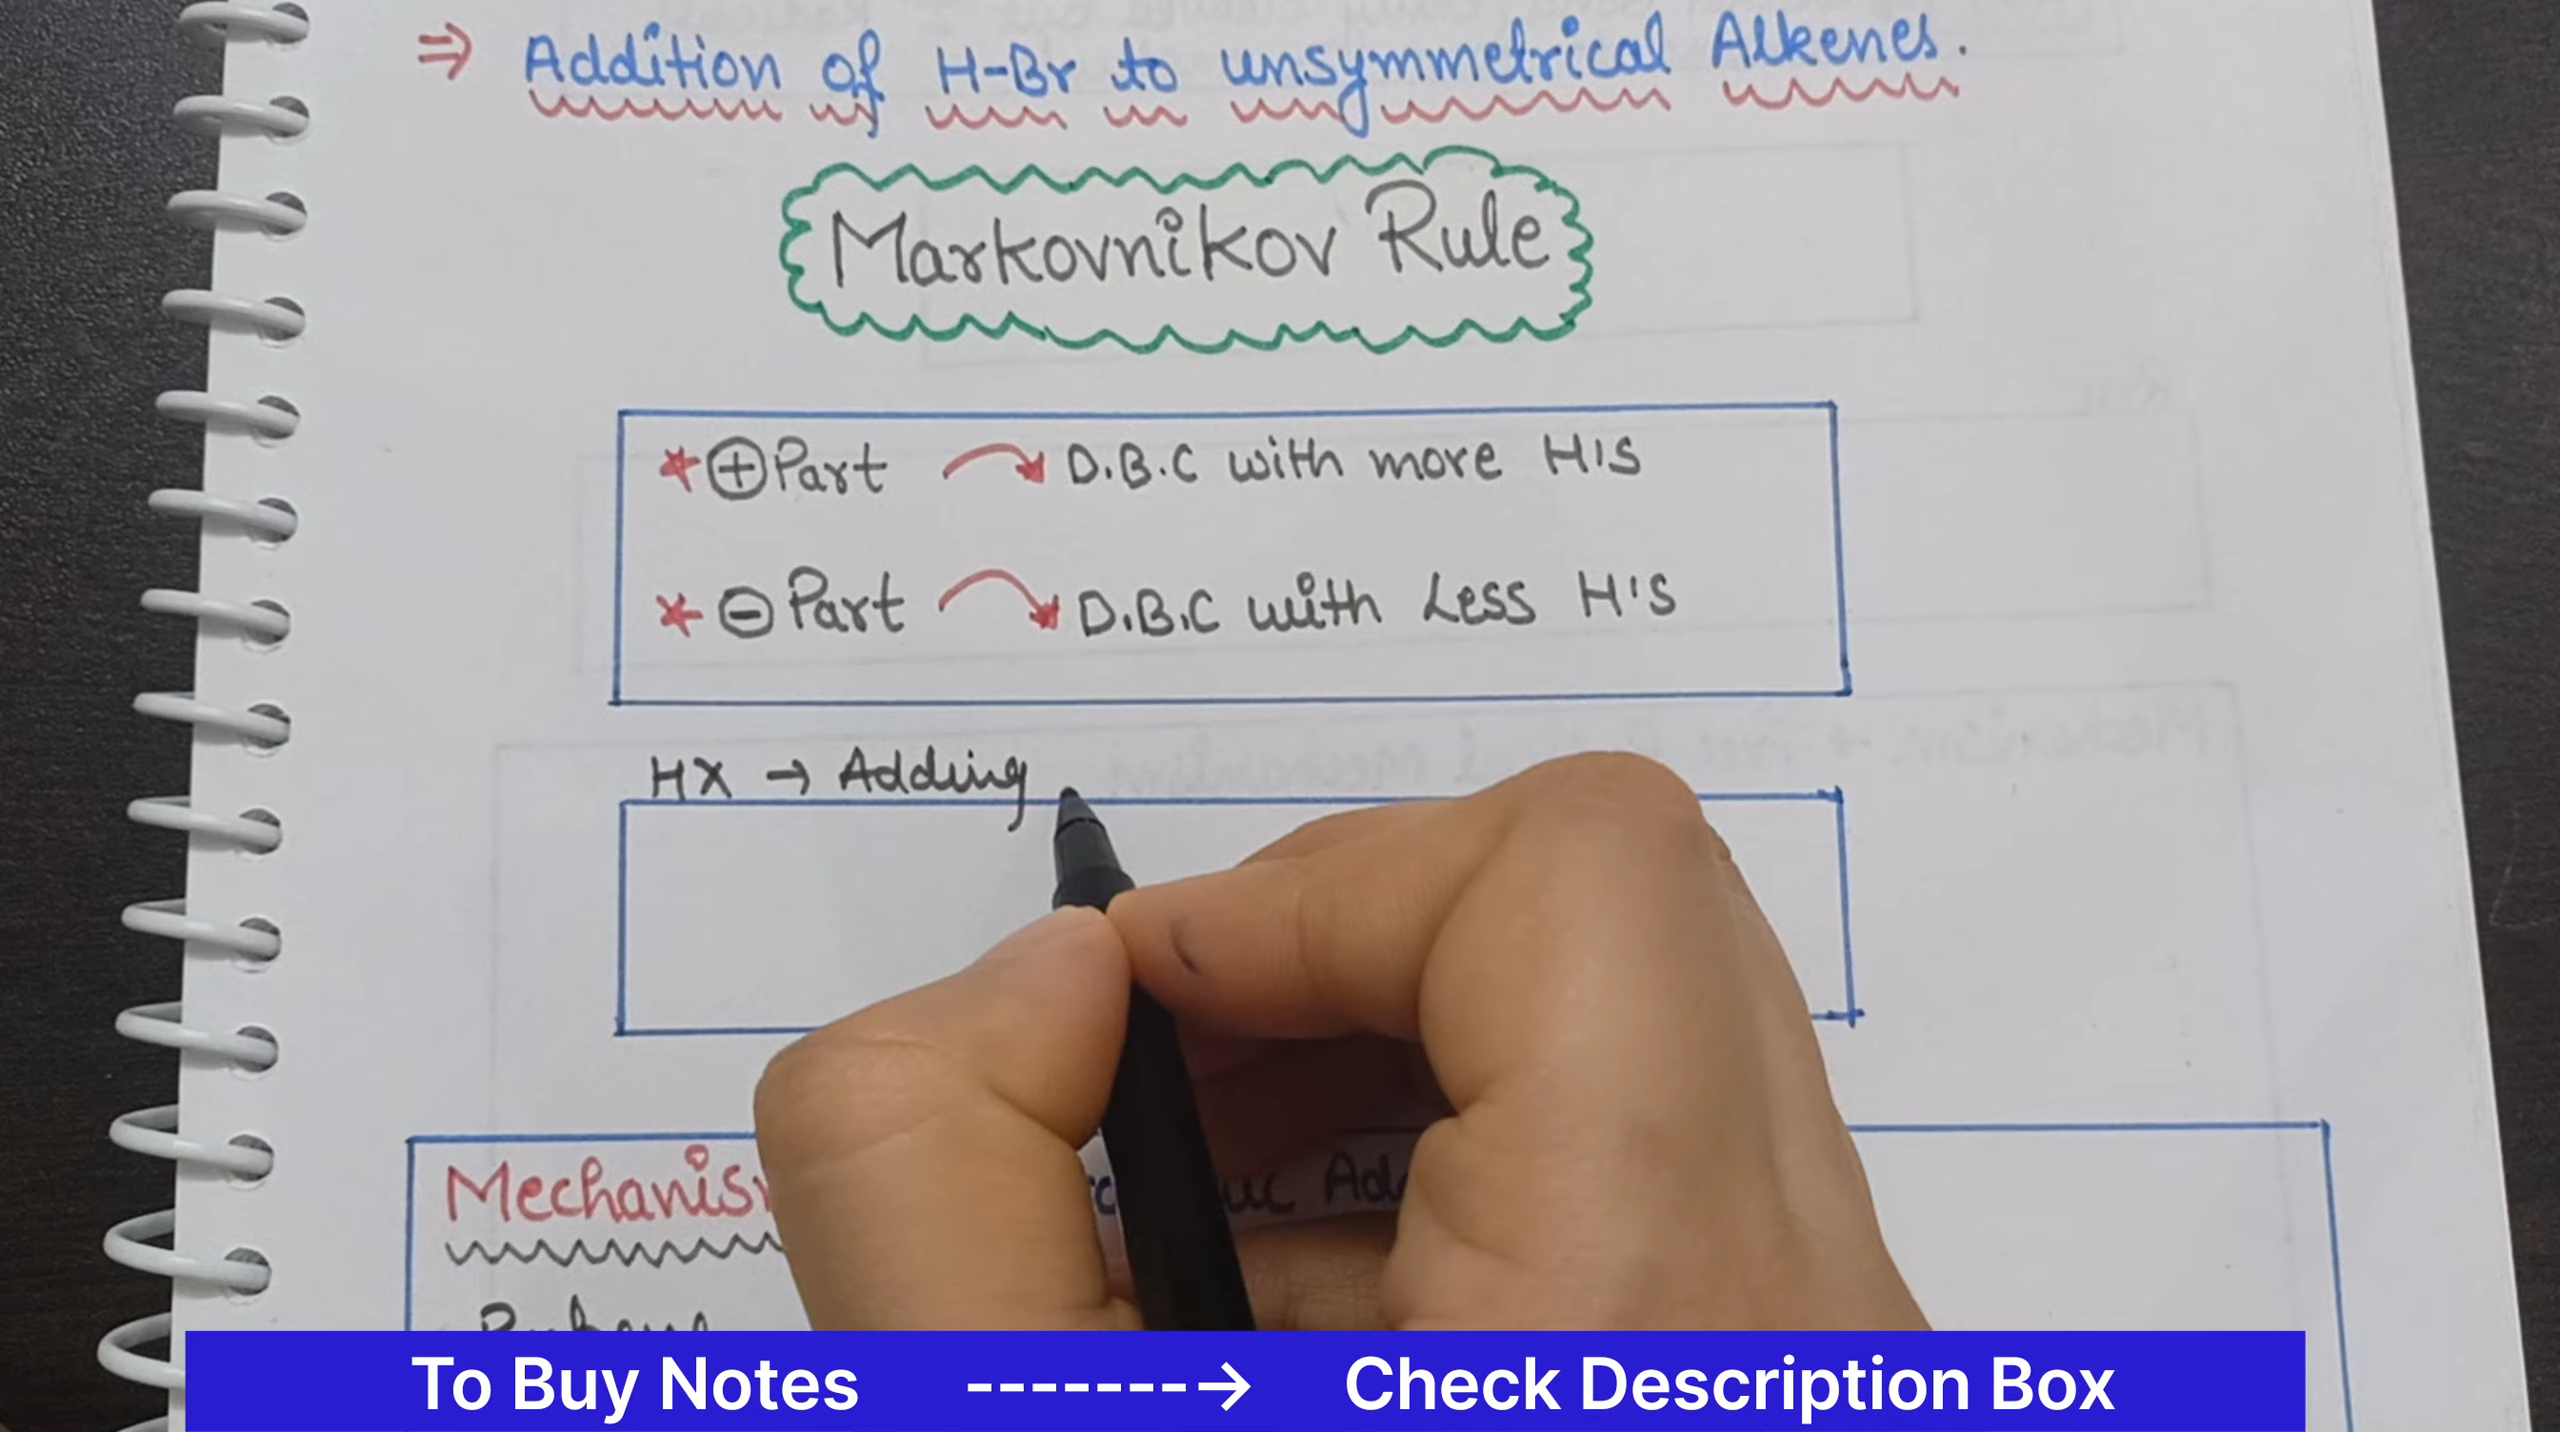 ⇒ Addition of H-Br to unsymmetrical Alkenes.
Markovnikov Rule
* ⊕ Part → D.B.C with more H's
* ⊖ Part → D.B.C with Less H's
HX → Adding
To Buy Notes -------→ Check Description Box